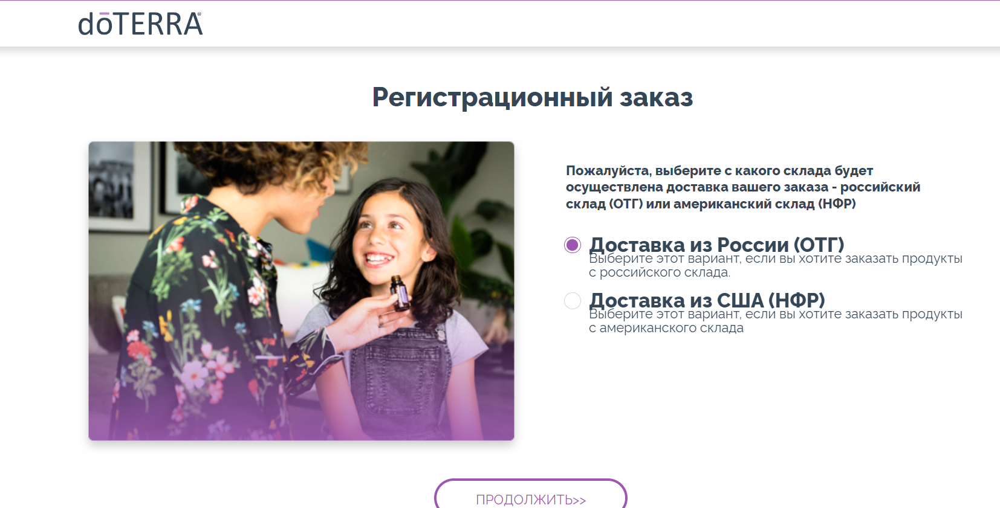 dōTERRA®
Регистрационный заказ
Пожалуйста, выберите с какого склада будет
осуществлена доставка вашего заказа - российский
склад (ОТГ) или американский склад (НФР)
Доставка из России (ОТГ)
Выберите этот вариант, если вы хотите заказать продукты
с российского склада.
Доставка из США (НФР)
Выберите этот вариант, если вы хотите заказать продукты
с американского склада
ПРОДОЛЖИТЬ>>